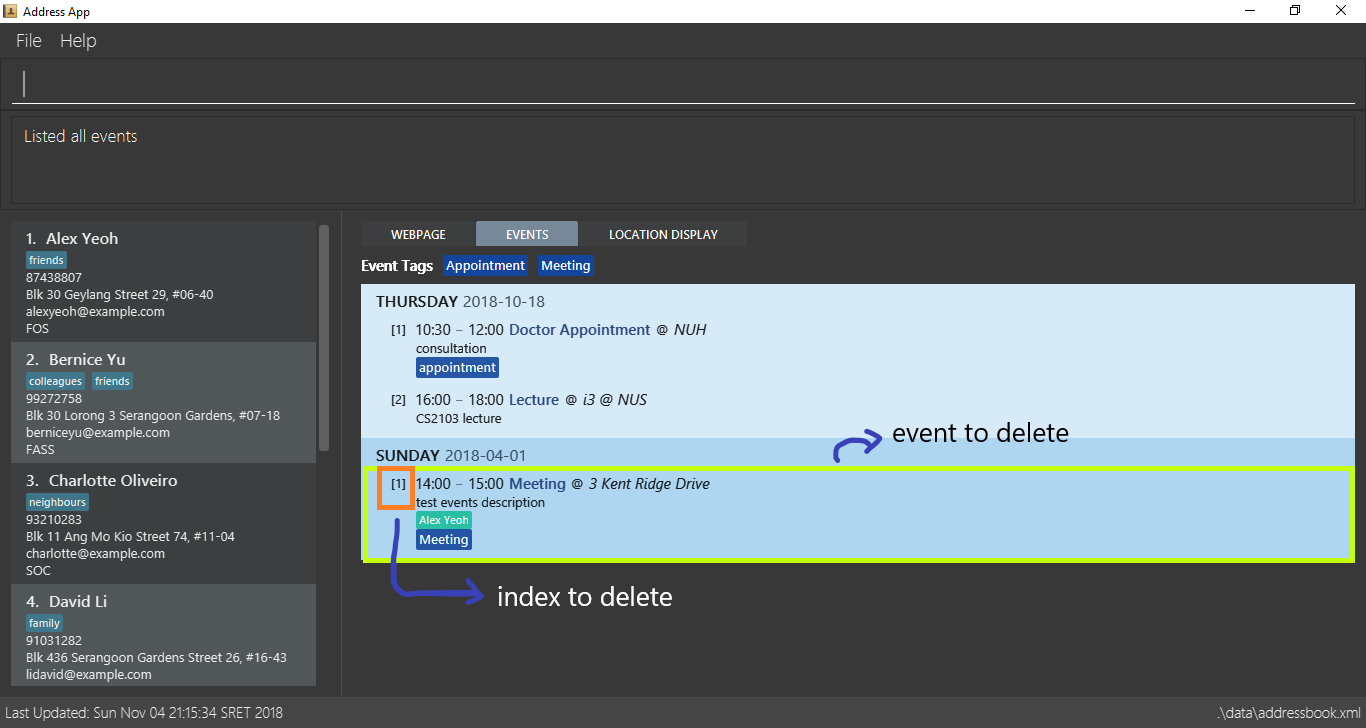 Address App
File Help
Listed all events
1. Alex Yeoh
friends
87438807
Blk 30 Geylang Street 29, #06-40
alexyeoh@example.com
FOS
2. Bernice Yu
colleagues friends
99272758
Blk 30 Lorong 3 Serangoon Gardens, #07-18
berniceyu@example.com
FASS
3. Charlotte Oliveiro
neighbours
93210283
Blk 11 Ang Mo Kio Street 74, #11-04
charlotte@example.com
SOC
4. David Li
family
91031282
Blk 436 Serangoon Gardens Street 26, #16-43
lidavid@example.com
WEBPAGE EVENTS LOCATION DISPLAY
Event Tags Appointment Meeting
THURSDAY 2018-10-18
[1] 10:30 – 12:00 Doctor Appointment @ NUH
consultation
appointment
[2] 16:00 – 18:00 Lecture @ i3 @ NUS
CS2103 lecture
event to delete
SUNDAY 2018-04-01
[1] 14:00 – 15:00 Meeting @ 3 Kent Ridge Drive
test events description
Alex Yeoh
Meeting
index to delete
Last Updated: Sun Nov 04 21:15:34 SRET 2018
.\data\addressbook.xml